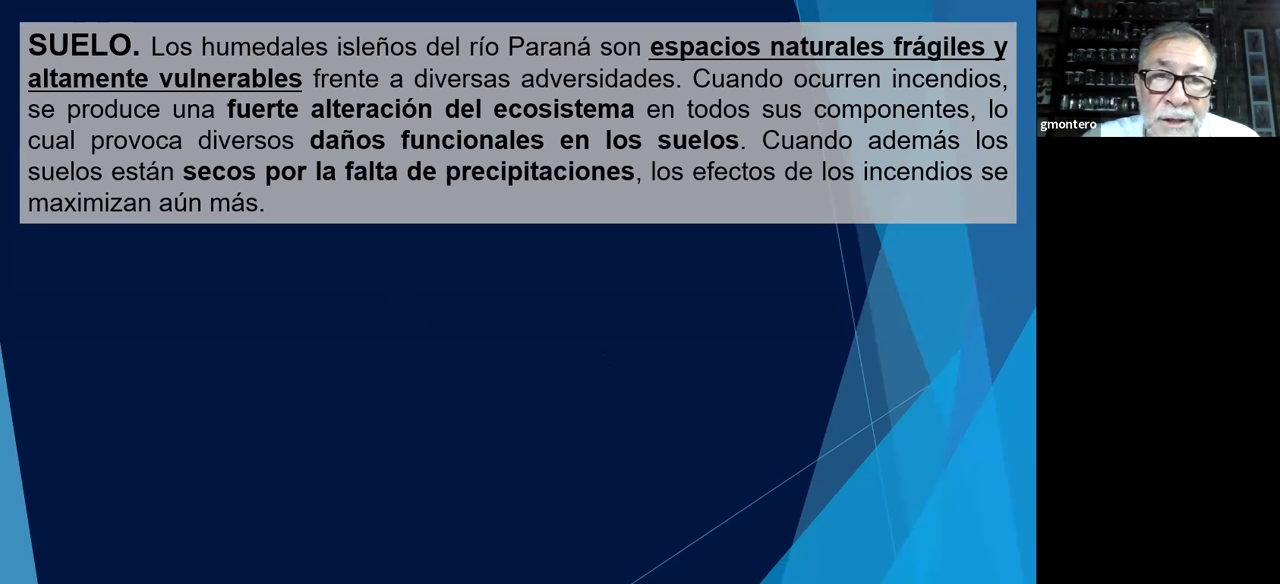 SUELO. Los humedales isleños del río Paraná son espacios naturales frágiles y
altamente vulnerables frente a diversas adversidades. Cuando ocurren incendios,
se produce una fuerte alteración del ecosistema en todos sus componentes, lo
cual provoca diversos daños funcionales en los suelos. Cuando además los
suelos están secos por la falta de precipitaciones, los efectos de los incendios se
maximizan aún más.
gmontero